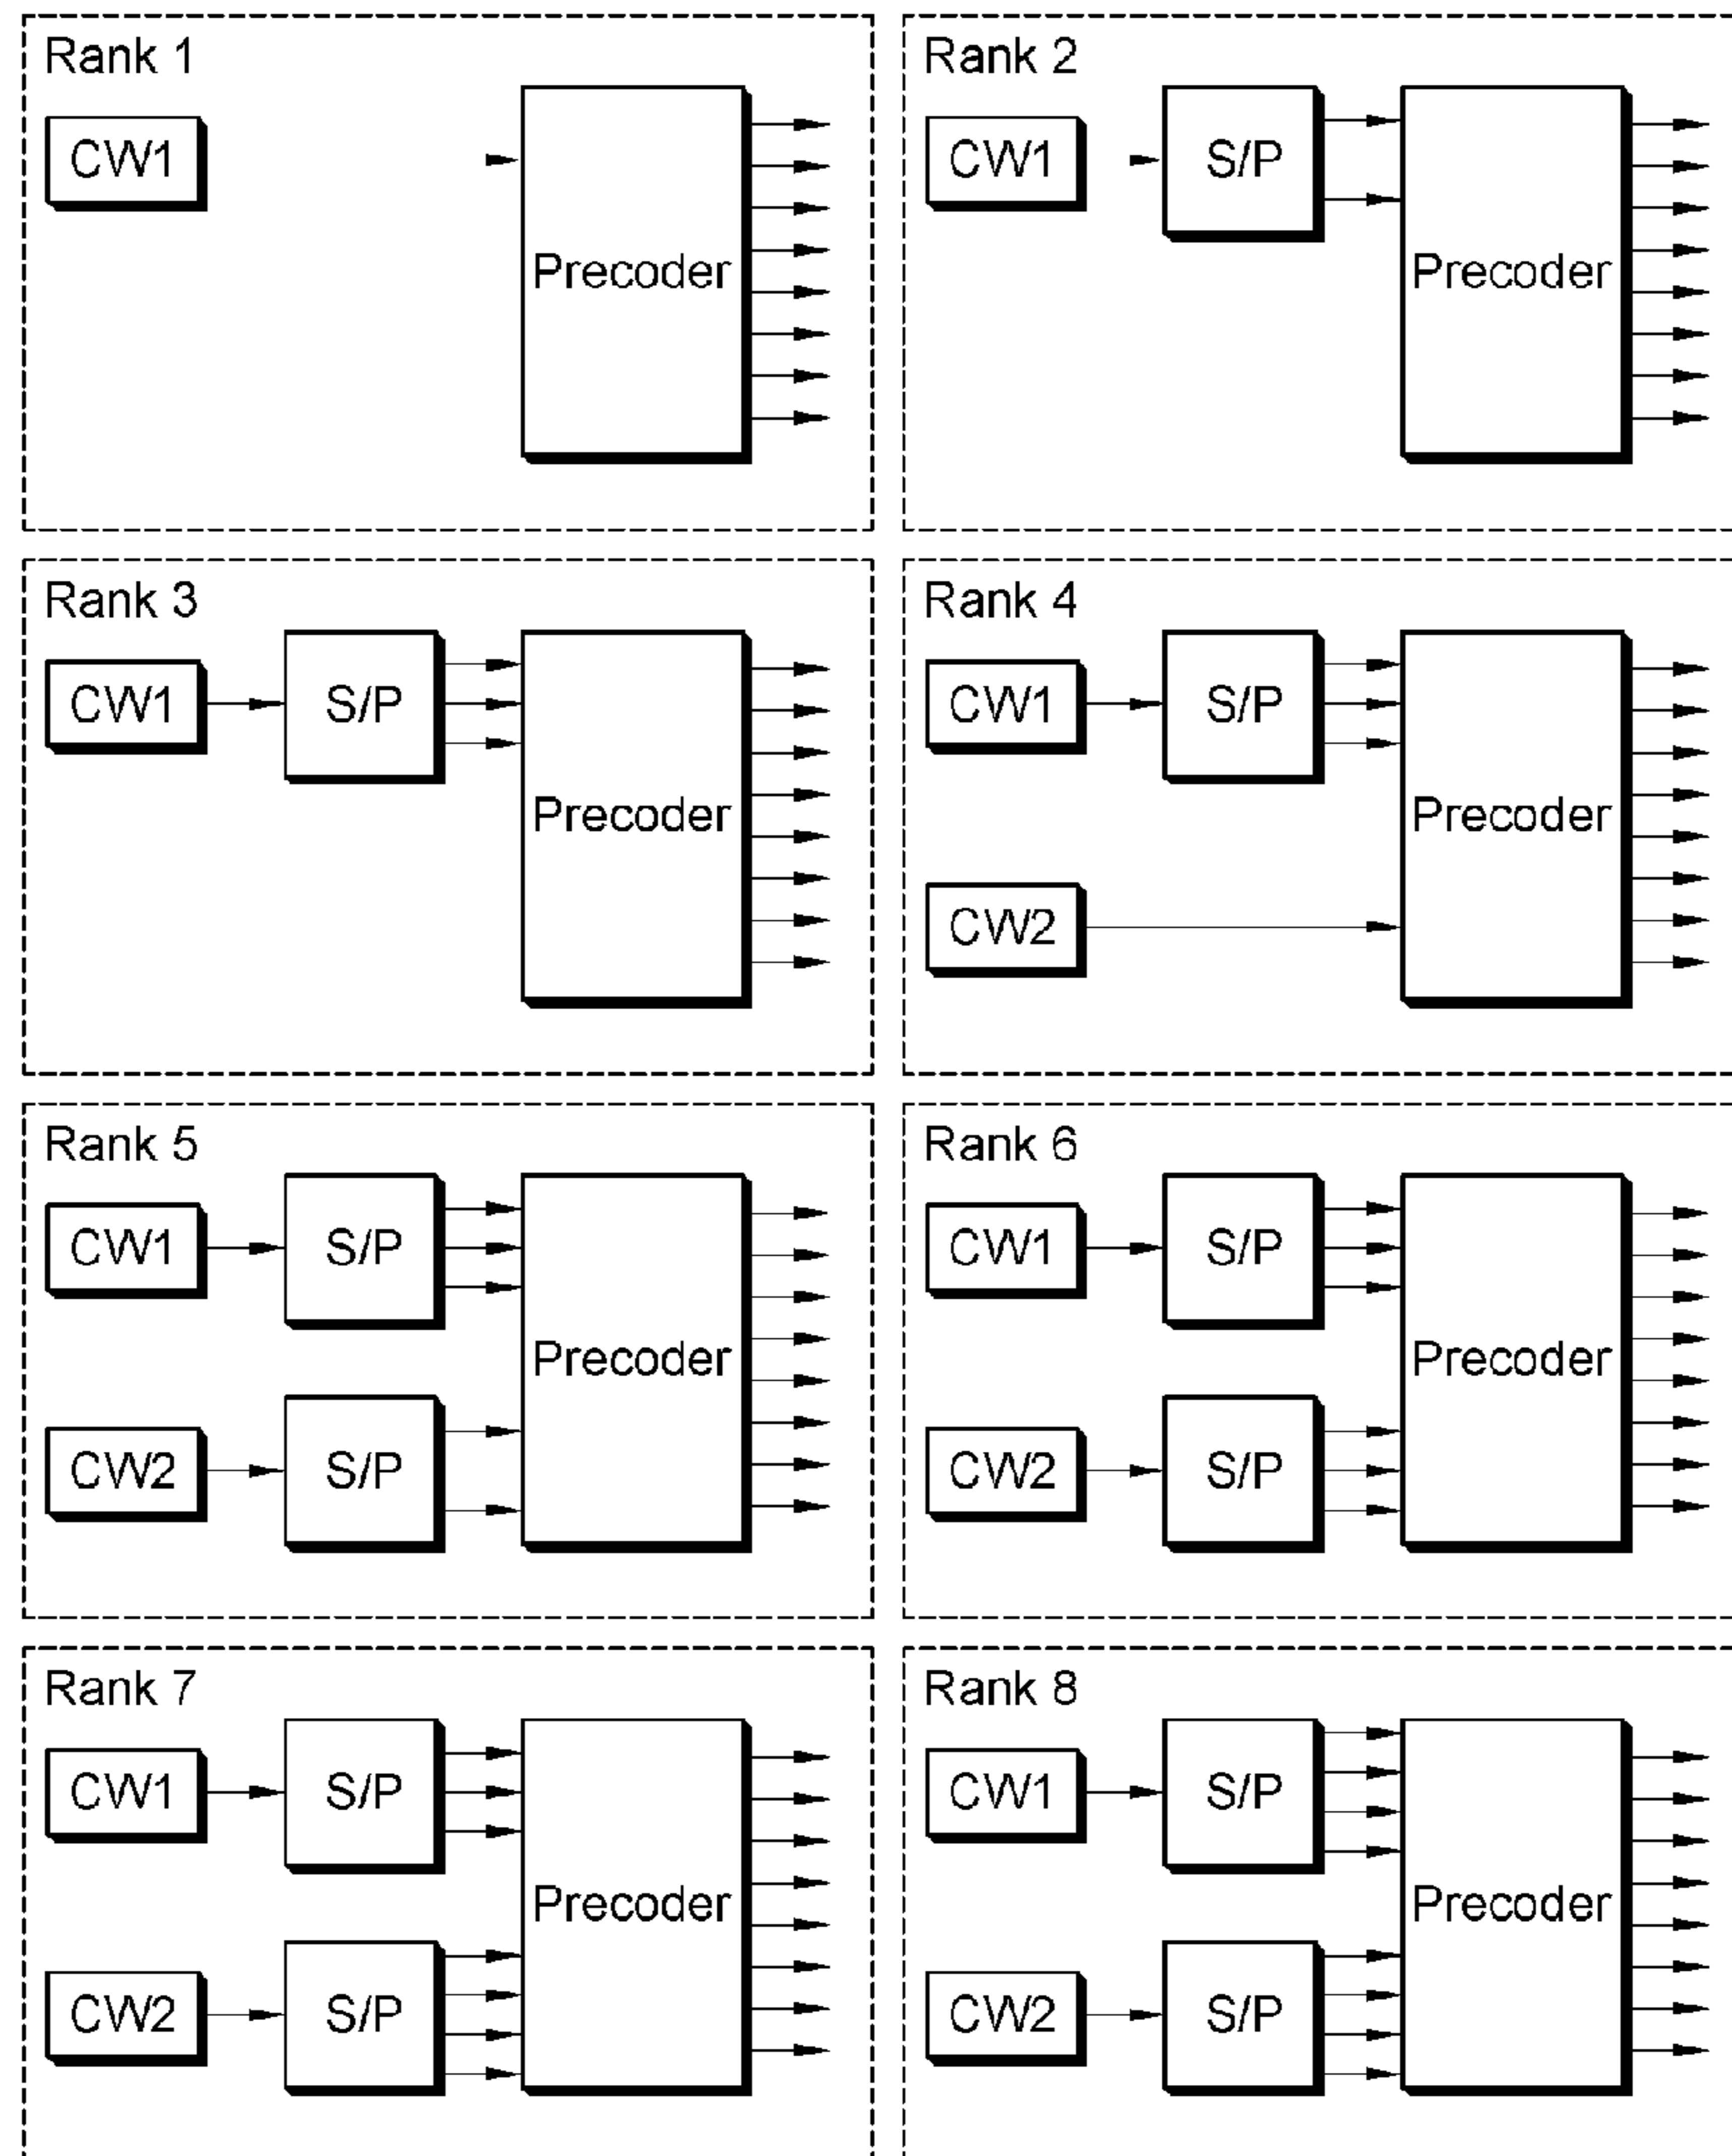 Rank 1
CW1
Precoder
Rank 2
CW1
S/P
Precoder
Rank 3
CW1
S/P
Precoder
Rank 4
CW1
S/P
Precoder
CW2
Rank 5
CW1
S/P
Precoder
CW2
S/P
Rank 6
CW1
S/P
Precoder
CW2
S/P
Rank 7
CW1
S/P
Precoder
CW2
S/P
Rank 8
CW1
S/P
Precoder
CW2
S/P